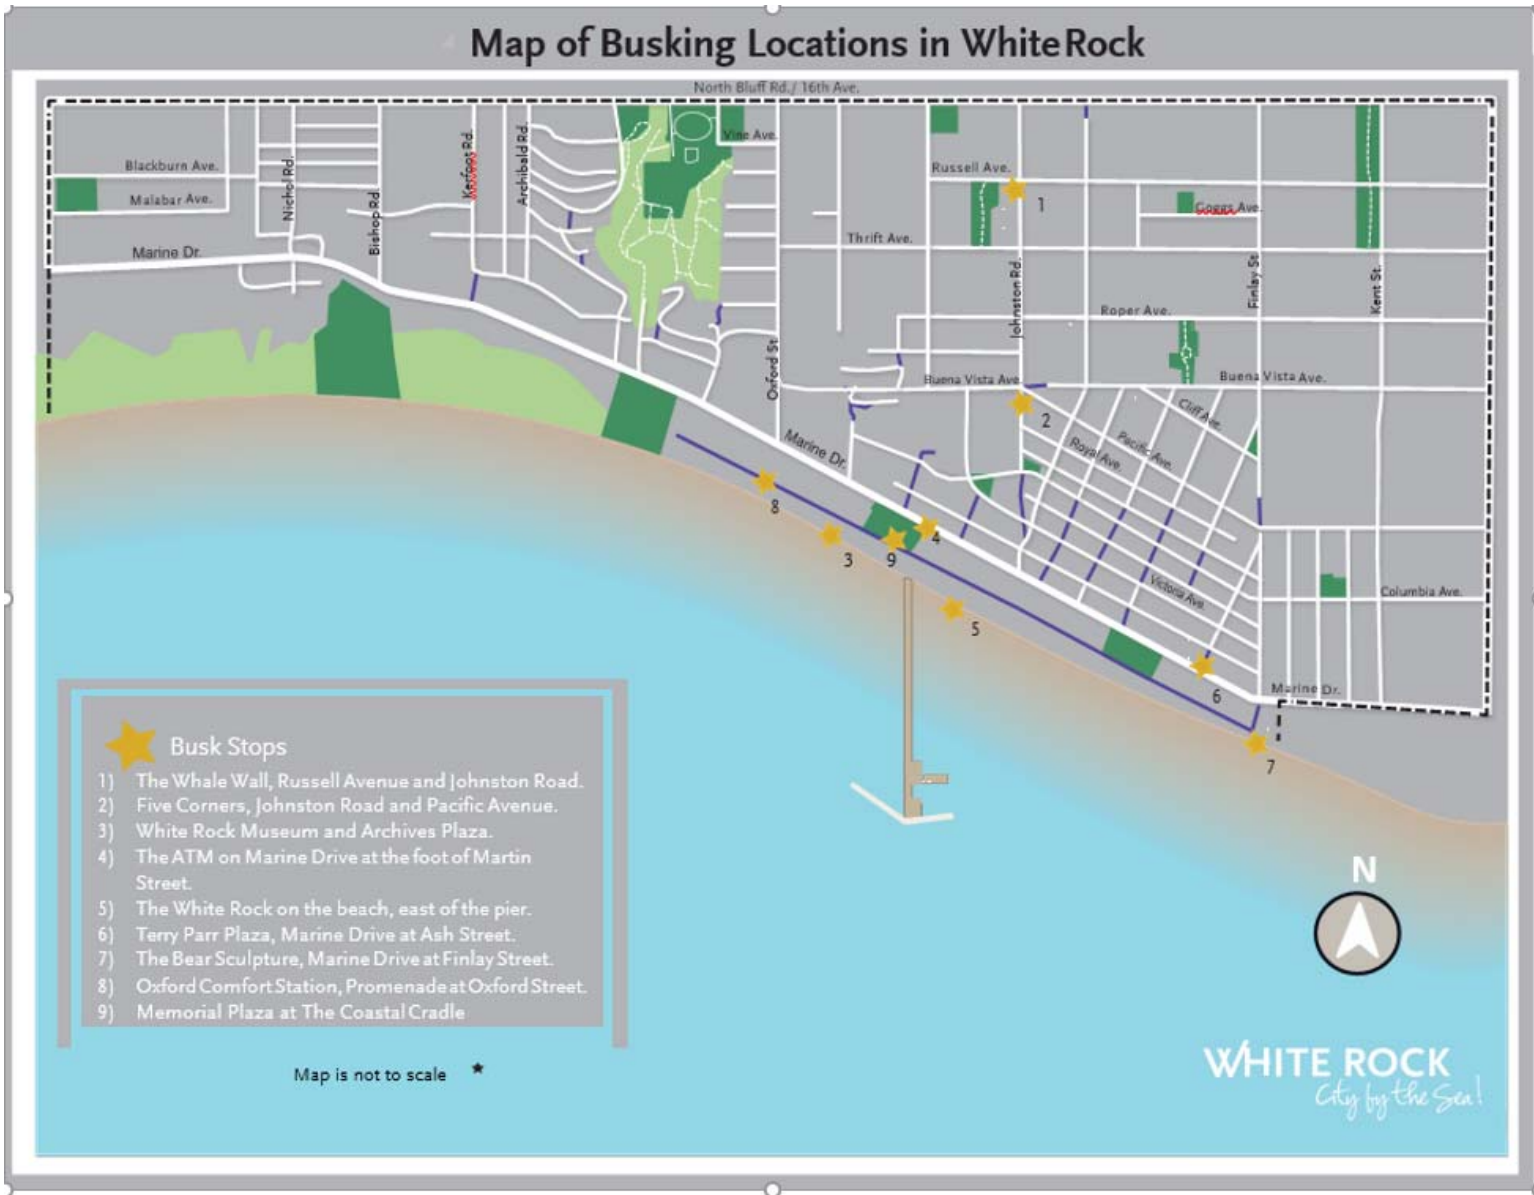 Map of Busking Locations in White Rock
North Bluff Rd./ 16th Ave.
Vine Ave.
Blackburn Ave.
Russell Ave.
Malabar Ave.
Nichol Rd.
Bishop Rd
Kerfoot Rd.
Archibald Rd.
1
Goggs Ave.
Marine Dr.
Thrift Ave.
Johnston Rd.
Finlay St
Kent St.
Roper Ave.
Oxford St
Buena Vista Ave.
Buena Vista Ave.
2
Cliff Ave.
Pacific Ave.
Royal Ave.
Marine Dr.
8
4
3
9
Victoria Ave.
Columbia Ave.
5
6
Marine Dr.
7
Busk Stops
1) The Whale Wall, Russell Avenue and Johnston Road.
2) Five Corners, Johnston Road and Pacific Avenue.
3) White Rock Museum and Archives Plaza.
4) The ATM on Marine Drive at the foot of Martin
Street.
5) The White Rock on the beach, east of the pier.
6) Terry Parr Plaza, Marine Drive at Ash Street.
7) The Bear Sculpture, Marine Drive at Finlay Street.
8) Oxford Comfort Station, Promenade at Oxford Street.
9) Memorial Plaza at The Coastal Cradle
Map is not to scale
N
WHITE ROCK
City by the Sea!